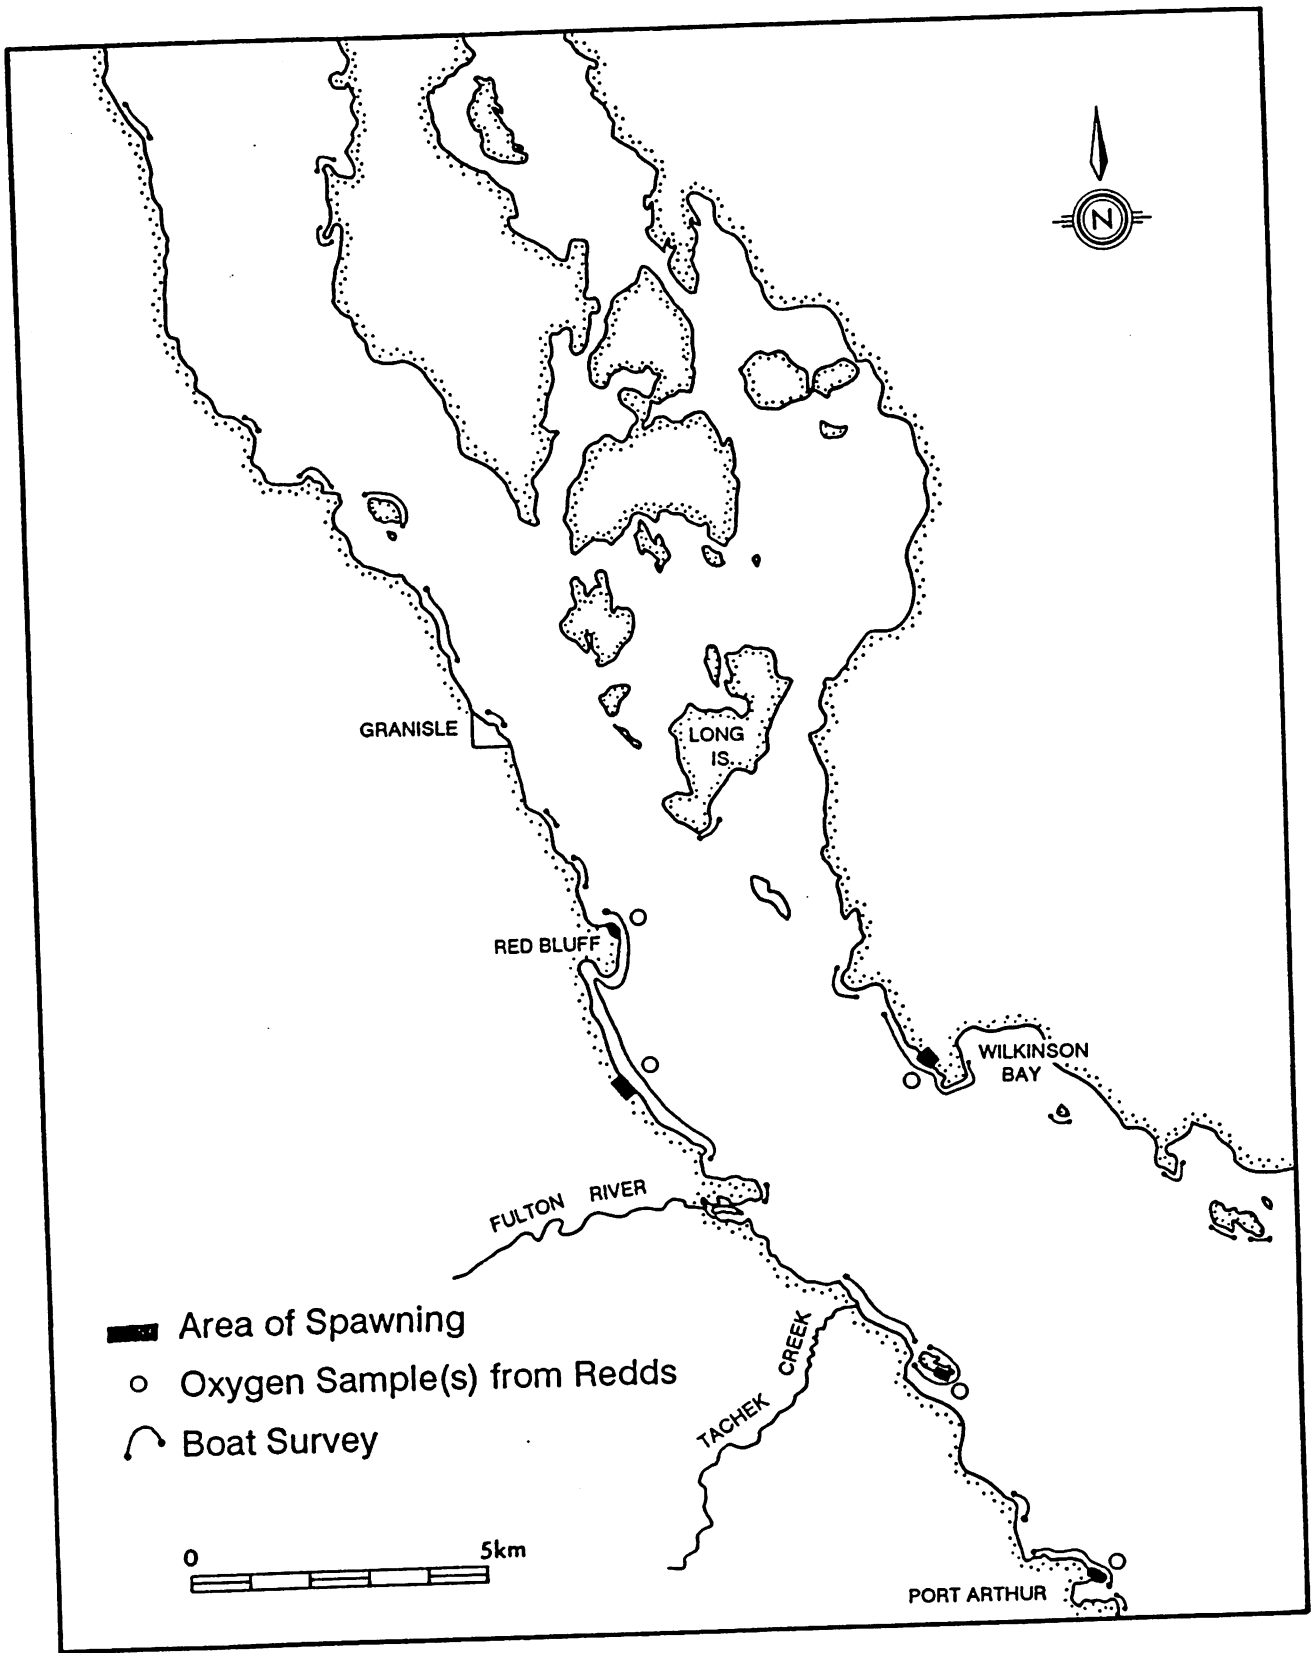 N
GRANISLE
LONG
IS.
RED BLUFF
WILKINSON
BAY
FULTON RIVER
TACHEK CREEK
Area of Spawning
Oxygen Sample(s) from Redds
Boat Survey
0 5km
PORT ARTHUR